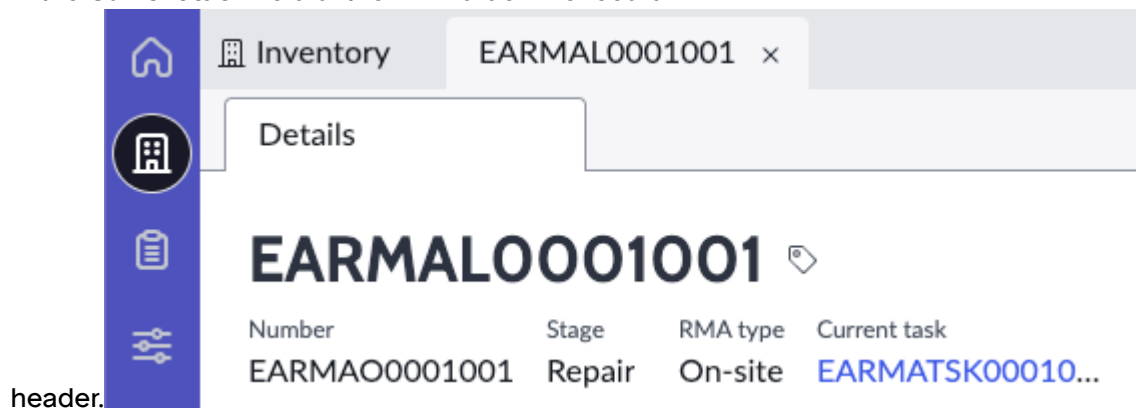 Inventory
EARMAL0001001 ×
Details
EARMAL0001001
Number Stage RMA type Current task
EARMAO0001001 Repair On-site EARMATSK00010...
header.